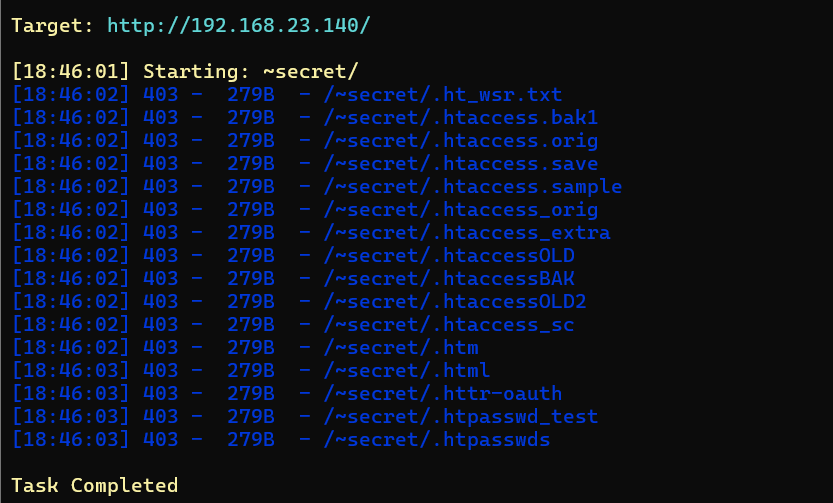 Target: http://192.168.23.140/
[18:46:01] Starting: ~secret/
[18:46:02] 403 -  279B  - /~secret/.ht_wsr.txt
[18:46:02] 403 -  279B  - /~secret/.htaccess.bak1
[18:46:02] 403 -  279B  - /~secret/.htaccess.orig
[18:46:02] 403 -  279B  - /~secret/.htaccess.save
[18:46:02] 403 -  279B  - /~secret/.htaccess.sample
[18:46:02] 403 -  279B  - /~secret/.htaccess_orig
[18:46:02] 403 -  279B  - /~secret/.htaccess_extra
[18:46:02] 403 -  279B  - /~secret/.htaccessOLD
[18:46:02] 403 -  279B  - /~secret/.htaccessBAK
[18:46:02] 403 -  279B  - /~secret/.htaccessOLD2
[18:46:02] 403 -  279B  - /~secret/.htaccess_sc
[18:46:02] 403 -  279B  - /~secret/.htm
[18:46:03] 403 -  279B  - /~secret/.html
[18:46:03] 403 -  279B  - /~secret/.httr-oauth
[18:46:03] 403 -  279B  - /~secret/.htpasswd_test
[18:46:03] 403 -  279B  - /~secret/.htpasswds
Task Completed